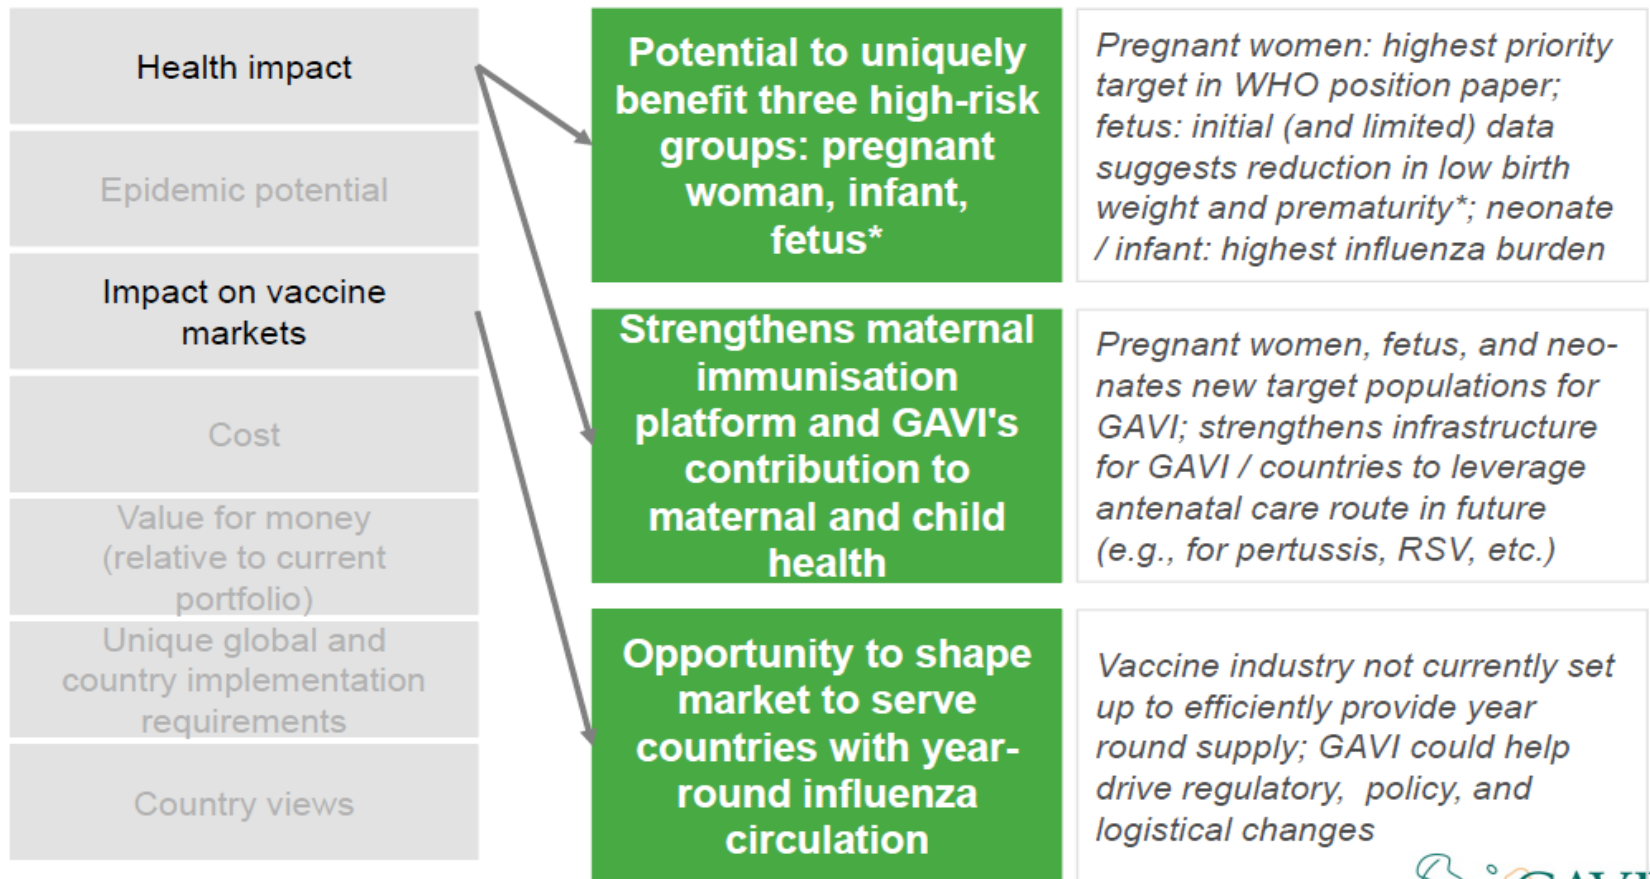 Health impact
Epidemic potential
Impact on vaccine
markets
Cost
Value for money
(relative to current
portfolio)
Unique global and
country implementation
requirements
Country views
Potential to uniquely
benefit three high-risk
groups: pregnant
woman, infant,
fetus*
Pregnant women: highest priority
target in WHO position paper;
fetus: initial (and limited) data
suggests reduction in low birth
weight and prematurity*; neonate
/ infant: highest influenza burden
Strengthens maternal
immunisation
platform and GAVI's
contribution to
maternal and child
health
Pregnant women, fetus, and neo-
nates new target populations for
GAVI; strengthens infrastructure
for GAVI / countries to leverage
antenatal care route in future
(e.g., for pertussis, RSV, etc.)
Opportunity to shape
market to serve
countries with year-
round influenza
circulation
Vaccine industry not currently set
up to efficiently provide year
round supply; GAVI could help
drive regulatory,  policy, and
logistical changes